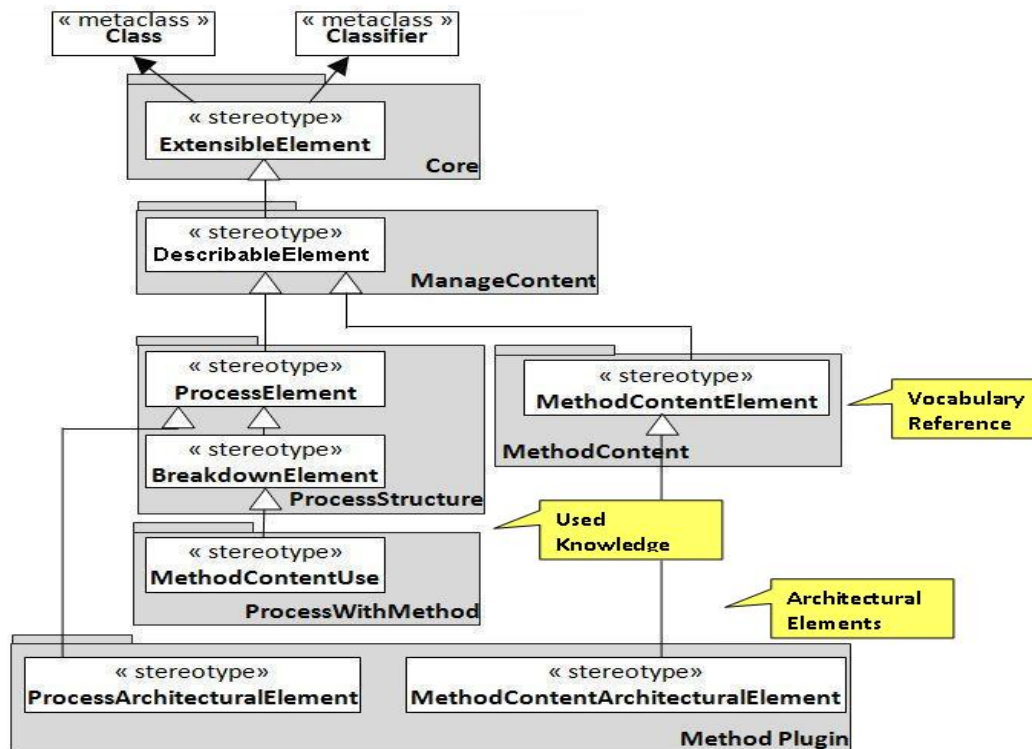 « metaclass »
Class
« metaclass »
Classifier
« stereotype»
ExtensibleElement
Core
« stereotype»
DescribableElement
ManageContent
« stereotype»
ProcessElement
« stereotype»
BreakdownElement
ProcessStructure
« stereotype»
MethodContentElement
MethodContent
Vocabulary
Reference
« stereotype»
MethodContentUse
ProcessWithMethod
Used
Knowledge
Architectural
Elements
« stereotype»
ProcessArchitecturalElement
« stereotype»
MethodContentArchitecturalElement
Method Plugin